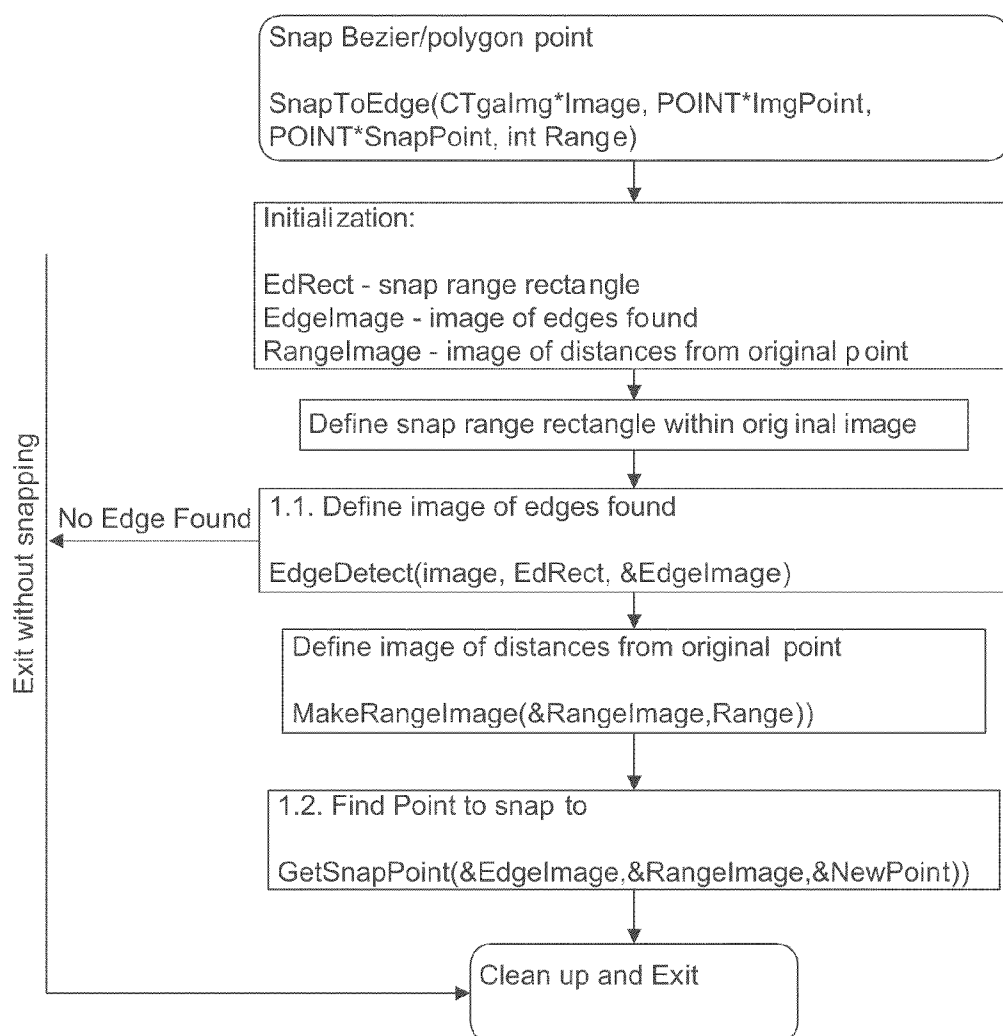 Snap Bezier/polygon point
SnapToEdge(CTgaImg*Image, POINT*ImgPoint,
POINT*SnapPoint, int Range)
Initialization:
EdRect - snap range rectangle
EdgeImage - image of edges found
RangeImage - image of distances from original point
Define snap range rectangle within original image
1.1. Define image of edges found
EdgeDetect(image, EdRect, &EdgeImage)
No Edge Found
Exit without snapping
Define image of distances from original point
MakeRangeImage(&RangeImage,Range))
1.2. Find Point to snap to
GetSnapPoint(&EdgeImage,&RangeImage,&NewPoint))
Clean up and Exit